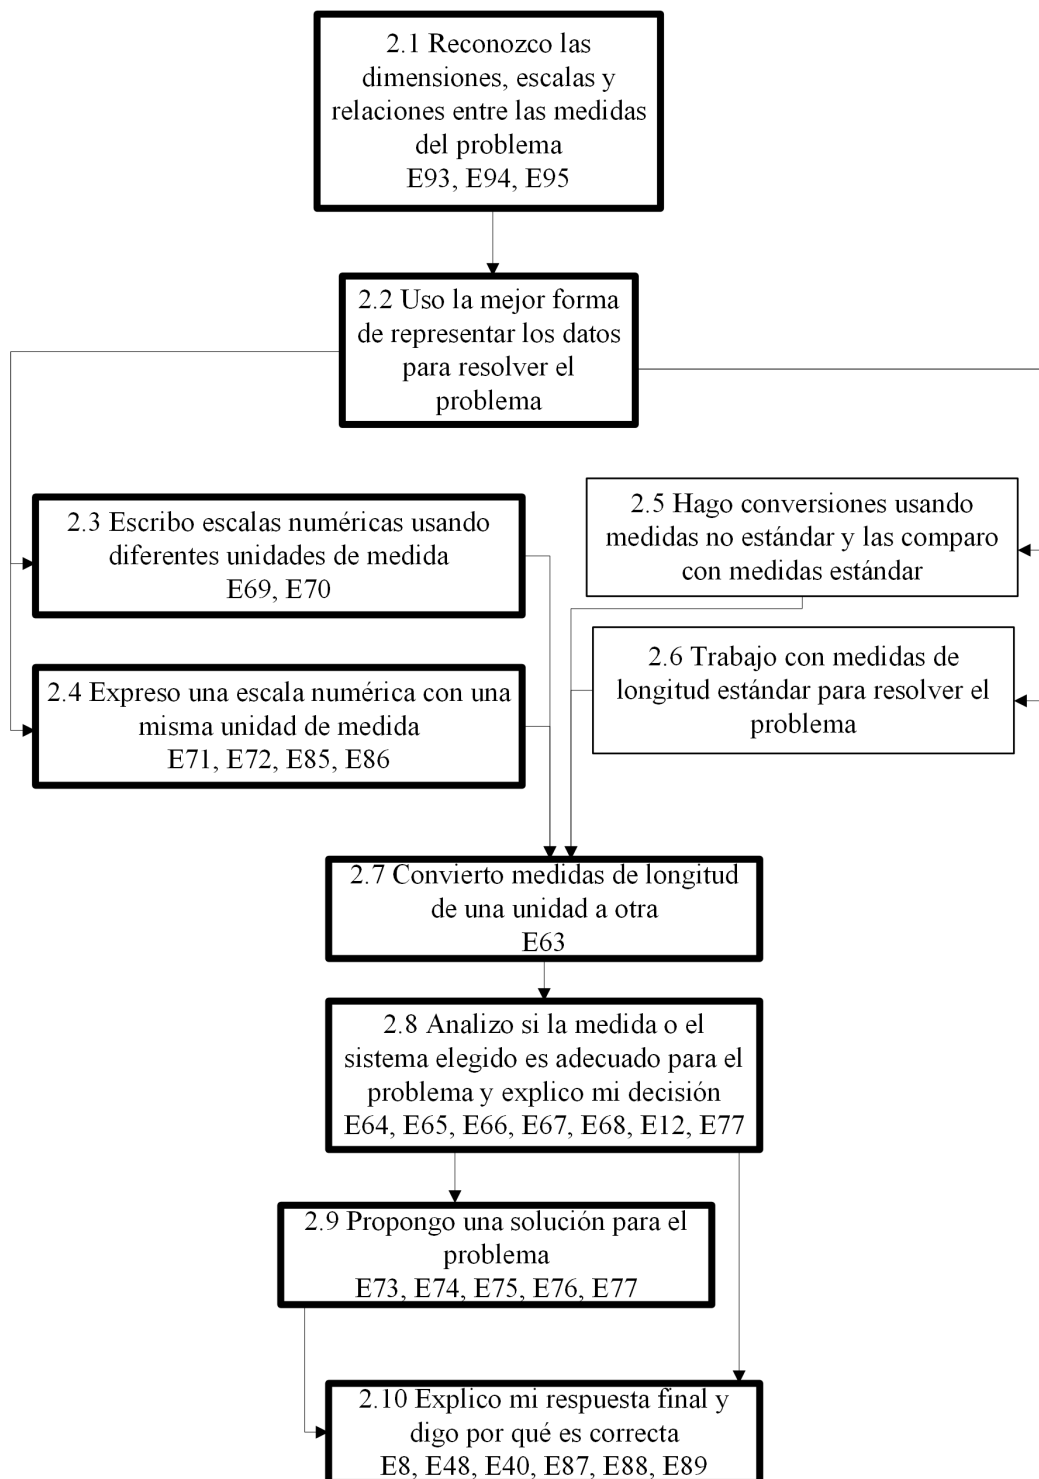 2.1 Reconozco las
dimensiones, escalas y
relaciones entre las medidas
del problema
E93, E94, E95
2.2 Uso la mejor forma
de representar los datos
para resolver el
problema
2.3 Escribo escalas numéricas usando
diferentes unidades de medida
E69, E70
2.4 Expreso una escala numérica con una
misma unidad de medida
E71, E72, E85, E86
2.5 Hago conversiones usando
medidas no estándar y las comparo
con medidas estándar
2.6 Trabajo con medidas de
longitud estándar para resolver el
problema
2.7 Convierto medidas de longitud
de una unidad a otra
E63
2.8 Analizo si la medida o el
sistema elegido es adecuado para el
problema y explico mi decisión
E64, E65, E66, E67, E68, E12, E77
2.9 Propongo una solución para el
problema
E73, E74, E75, E76, E77
2.10 Explico mi respuesta final y
digo por qué es correcta
E8, E48, E40, E87, E88, E89